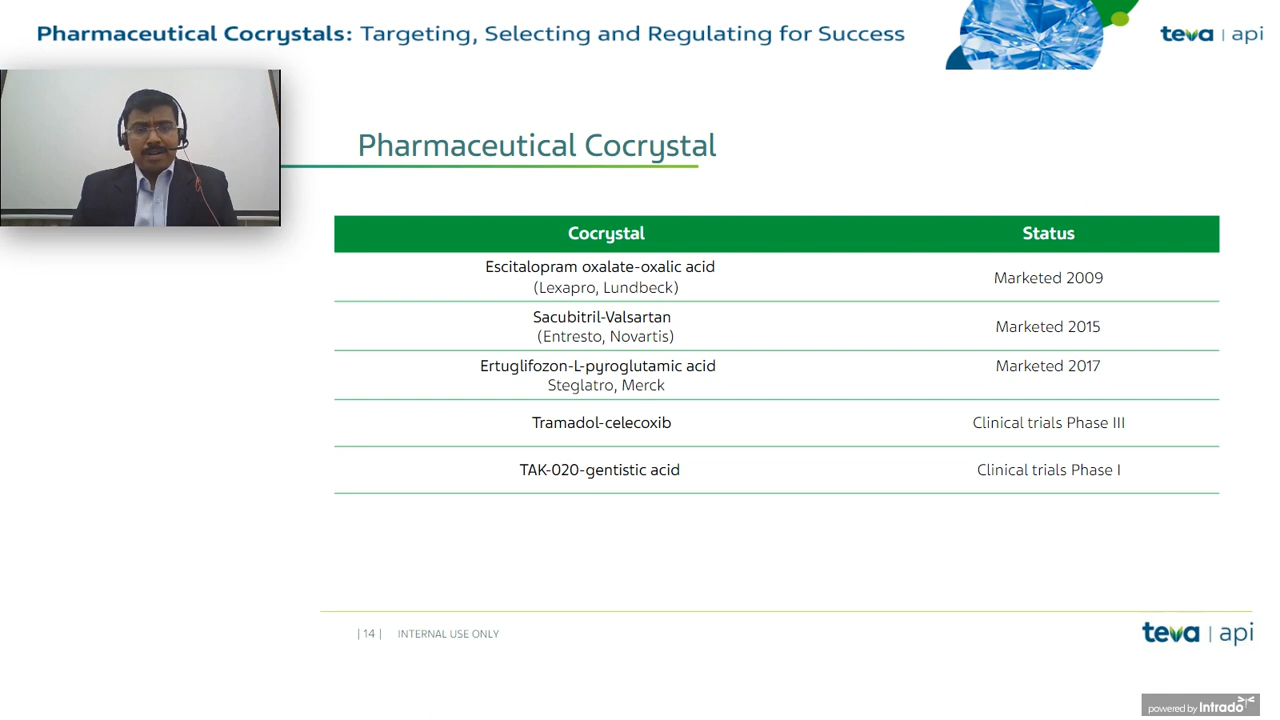 Pharmaceutical Cocrystals: Targeting, Selecting and Regulating for Success
teva | api
Pharmaceutical Cocrystal
Cocrystal Status
Escitalopram oxalate-oxalic acid
(Lexapro, Lundbeck)
Marketed 2009
Sacubitril-Valsartan
(Entresto, Novartis)
Marketed 2015
Ertuglifozon-L-pyroglutamic acid
Steglatro, Merck
Marketed 2017
Tramadol-celecoxib Clinical trials Phase III
TAK-020-gentistic acid Clinical trials Phase I
| 14 | INTERNAL USE ONLY
teva | api
powered by Intrado